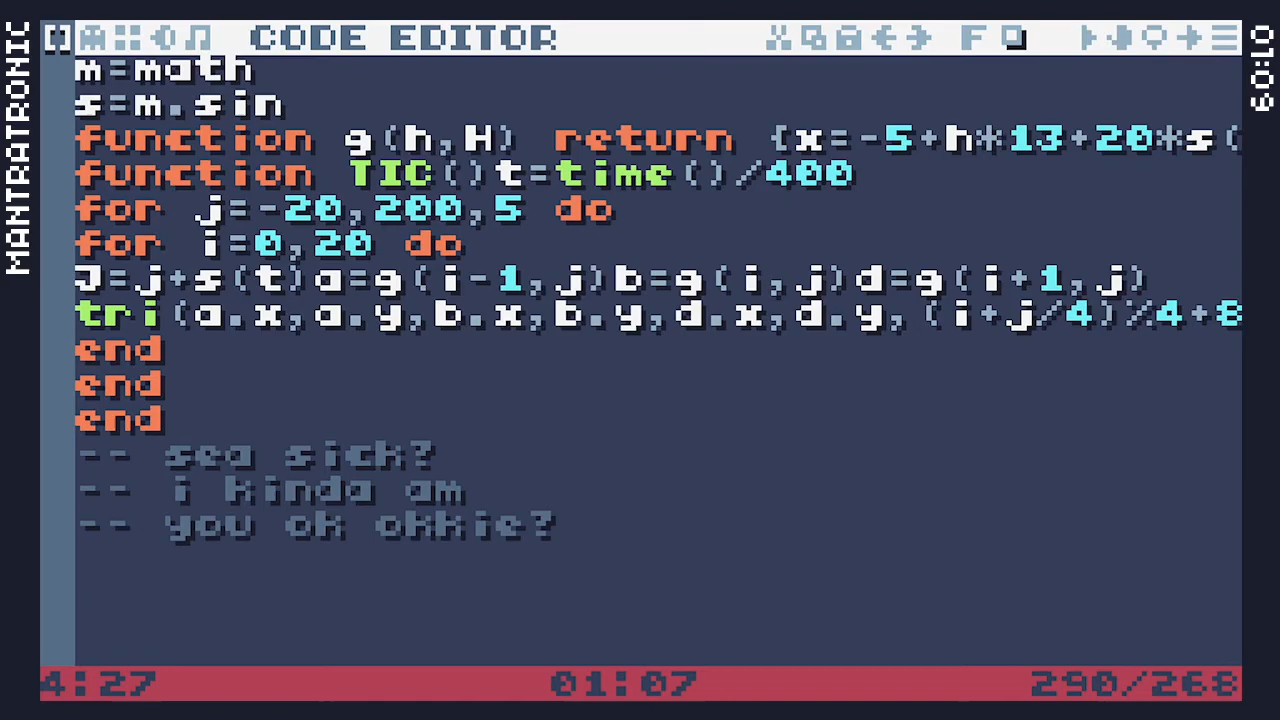 CODE EDITOR
F
MANTRATRONIC
01:09
m=math
s=m.sin
function g(h,H) return {x=-5+h*13+20*s(
function TIC()t=time()/400
for j=-20,200,5 do
for i=0,20 do
J=j+s(t)a=g(i-1,j)b=g(i,j)d=g(i+1,j)
tri(a.x,a.y,b.x,b.y,d.x,d.y,(i+j/4)%4+8
end
end
end
-- sea sick?
-- i kinda am
-- you ok okkie?
4:27 01:07 290/268